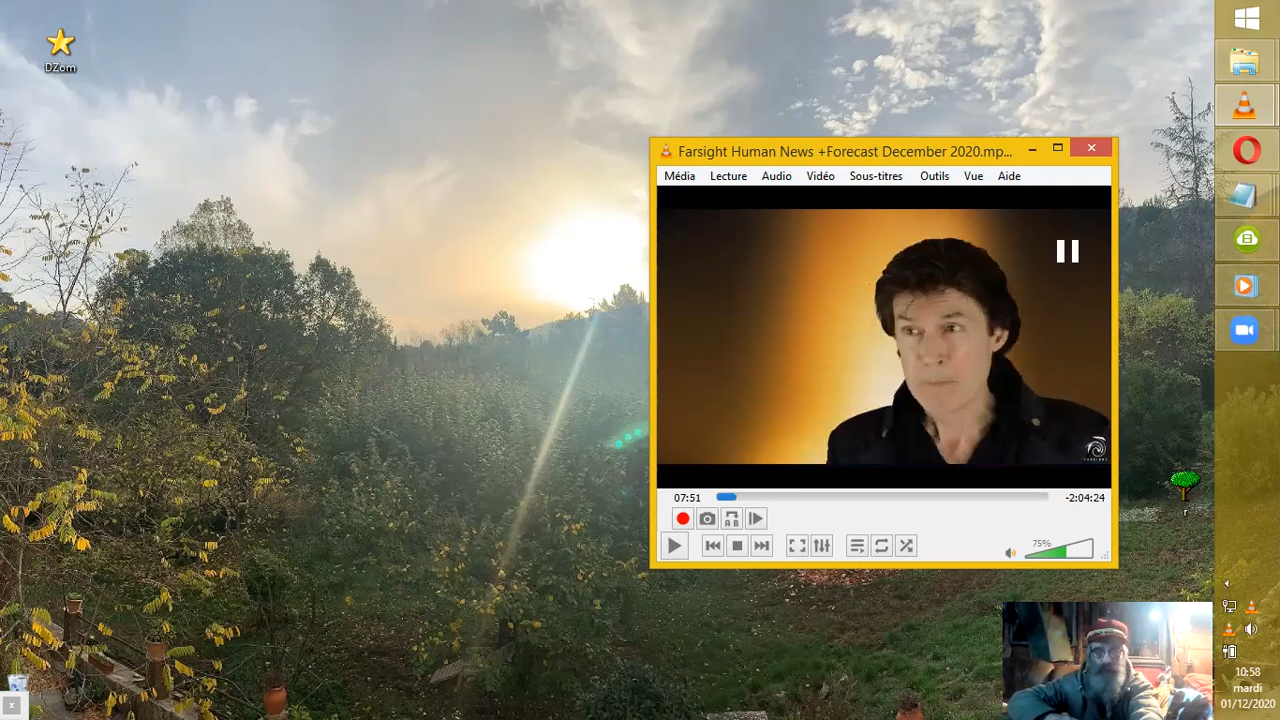 DZom
Farsight Human News +Forecast December 2020.mp...
Média Lecture Audio Vidéo Sous-titres Outils Vue Aide
07:51 -2:04:24
A B
75%
r
10:58
mardi
01/12/2020